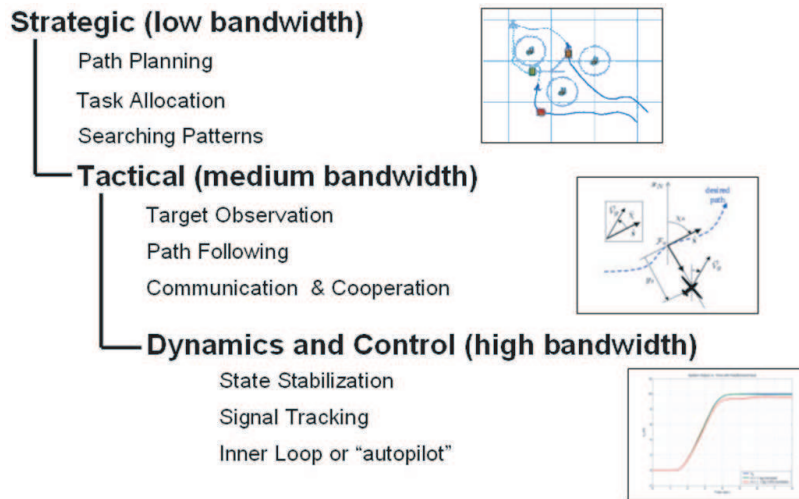 Strategic (low bandwidth)
Path Planning
Task Allocation
Searching Patterns
Tactical (medium bandwidth)
Target Observation
Path Following
Communication & Cooperation
desired
path
Dynamics and Control (high bandwidth)
State Stabilization
Signal Tracking
Inner Loop or “autopilot”